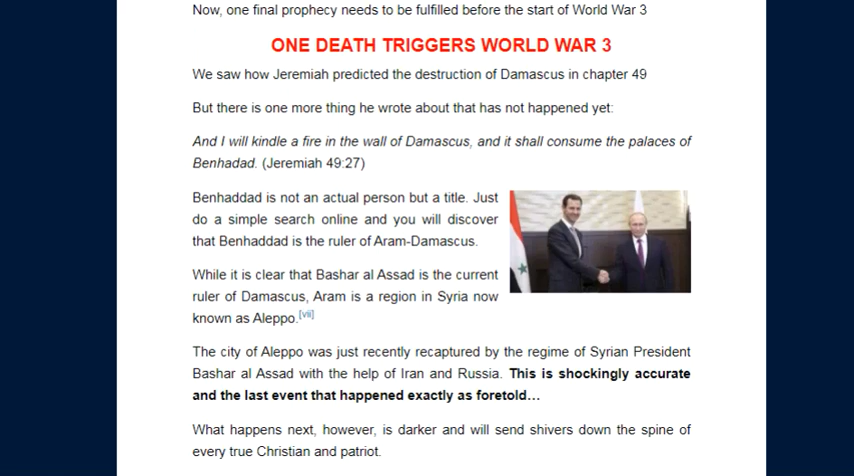 Now, one final prophecy needs to be fulfilled before the start of World War 3
ONE DEATH TRIGGERS WORLD WAR 3
We saw how Jeremiah predicted the destruction of Damascus in chapter 49
But there is one more thing he wrote about that has not happened yet:
And I will kindle a fire in the wall of Damascus, and it shall consume the palaces of
Benhadad. (Jeremiah 49:27)
Benhaddad is not an actual person but a title. Just
do a simple search online and you will discover
that Benhaddad is the ruler of Aram-Damascus.
While it is clear that Bashar al Assad is the current
ruler of Damascus, Aram is a region in Syria now
known as Aleppo.[vii]
The city of Aleppo was just recently recaptured by the regime of Syrian President
Bashar al Assad with the help of Iran and Russia. This is shockingly accurate
and the last event that happened exactly as foretold…
What happens next, however, is darker and will send shivers down the spine of
every true Christian and patriot.